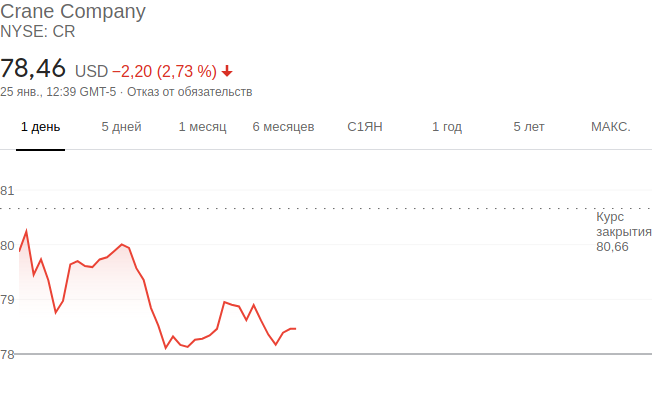 Crane Company
NYSE: CR
78,46 USD −2,20 (2,73 %)
25 янв., 12:39 GMT-5 · Отказ от обязательств
1 день 5 дней 1 месяц 6 месяцев С1ЯН 1 год 5 лет МАКС.
81
Курс
закрытия
80,66
80
79
78